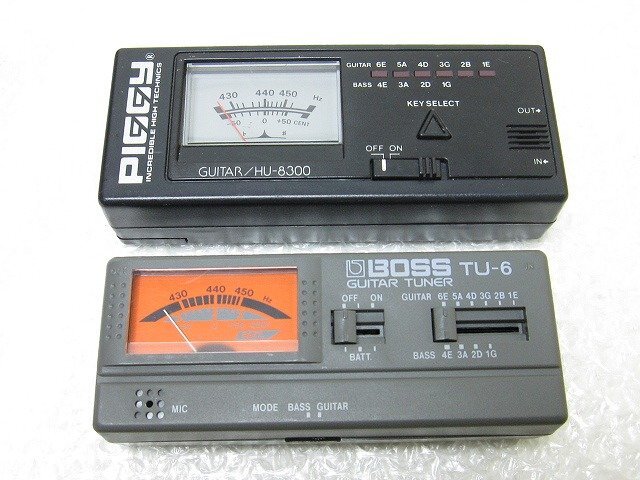 PIGGY®
INCREDIBLE HIGH TECHNICS
430 440 450 Hz
-50 - 0 + +50 CENT
GUITAR/HU-8300
GUITAR 6E 5A 4D 3G 2B 1E
BASS 4E 3A 2D 1G
KEY SELECT
OFF ON
OUT→
IN←
430 440 450 Hz
BOSS TU-6
GUITAR TUNER
OFF ON
BATT.
GUITAR 6E 5A 4D 3G 2B 1E
BASS 4E 3A 2D 1G
MIC
MODE BASS GUITAR